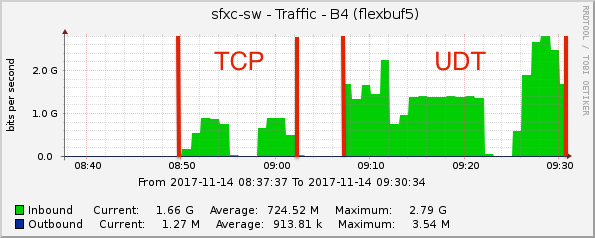 sfxc-sw - Traffic - B4 (flexbuf5)
RRDTOOL / TOBI OETIKER
bits per second
2.0 G
1.0 G
0.0
TCP
UDT
08:40 08:50 09:00 09:10 09:20 09:30
From 2017-11-14 08:37:37 To 2017-11-14 09:30:34
Inbound Current: 1.66 G Average: 724.52 M Maximum: 2.79 G
Outbound Current: 1.27 M Average: 913.81 k Maximum: 3.54 M